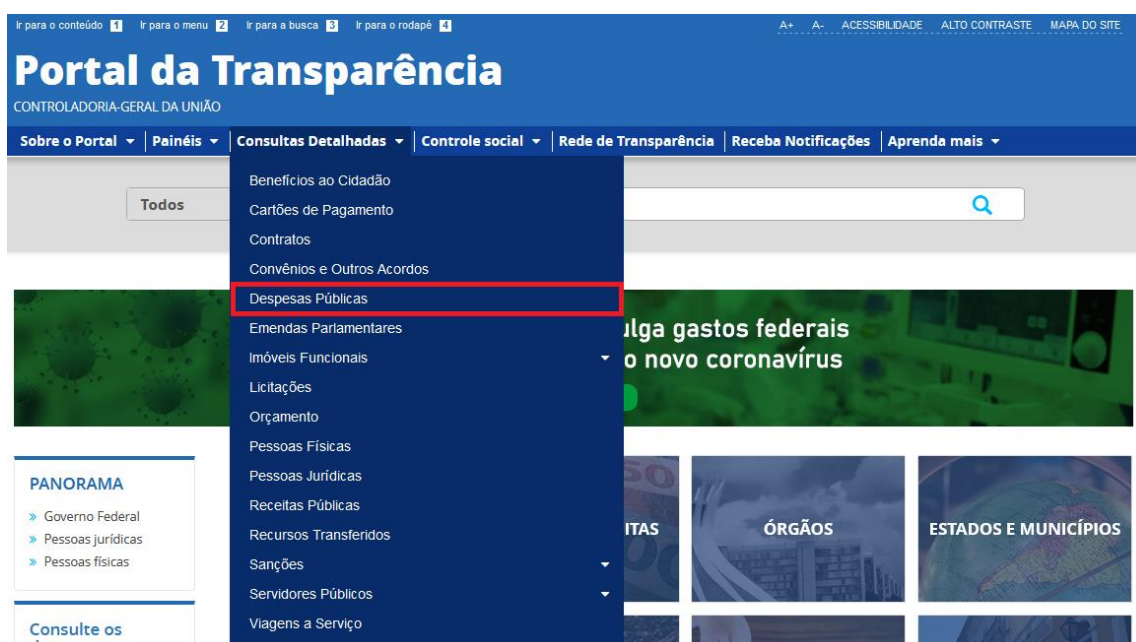 Ir para o conteúdo 1 Ir para o menu 2 Ir para a busca 3 Ir para o rodapé 4 A+ A- ACESSIBILIDADE ALTO CONTRASTE MAPA DO SITE
Portal da Transparência
CONTROLADORIA-GERAL DA UNIÃO
Sobre o Portal Painéis Consultas Detalhadas Controle social Rede de Transparência Receba Notificações Aprenda mais
Todos
Benefícios ao Cidadão
Cartões de Pagamento
Contratos
Convênios e Outros Acordos
Despesas Públicas
Emendas Parlamentares
Imóveis Funcionais
Licitações
Orçamento
Pessoas Físicas
Pessoas Jurídicas
Receitas Públicas
Recursos Transferidos
Sanções
Servidores Públicos
Viagens a Serviço
ulga gastos federais
o novo coronavírus
PANORAMA
Governo Federal
Pessoas jurídicas
Pessoas físicas
Consulte os
ITAS
ÓRGÃOS
ESTADOS E MUNICÍPIOS